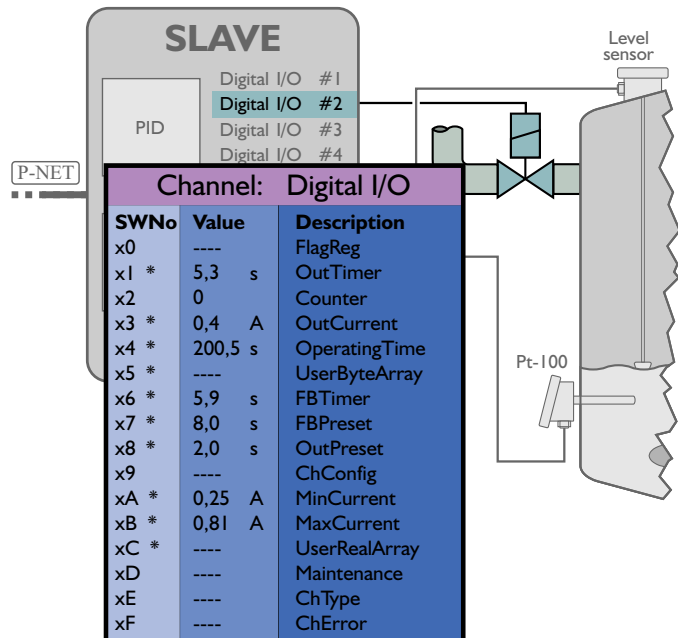 SLAVE
Digital I/O #1
Digital I/O #2
Digital I/O #3
Digital I/O #4
PID
P-NET
Level
sensor
Pt-100
Channel: Digital I/O
SWNo Value Description
x0 ---- FlagReg
x1 * 5,3 s OutTimer
x2 0 Counter
x3 * 0,4 A OutCurrent
x4 * 200,5 s OperatingTime
x5 * ---- UserByteArray
x6 * 5,9 s FBTimer
x7 * 8,0 s FBPreset
x8 * 2,0 s OutPreset
x9 ---- ChConfig
xA * 0,25 A MinCurrent
xB * 0,81 A MaxCurrent
xC * ---- UserRealArray
xD ---- Maintenance
xE ---- ChType
xF ---- ChError